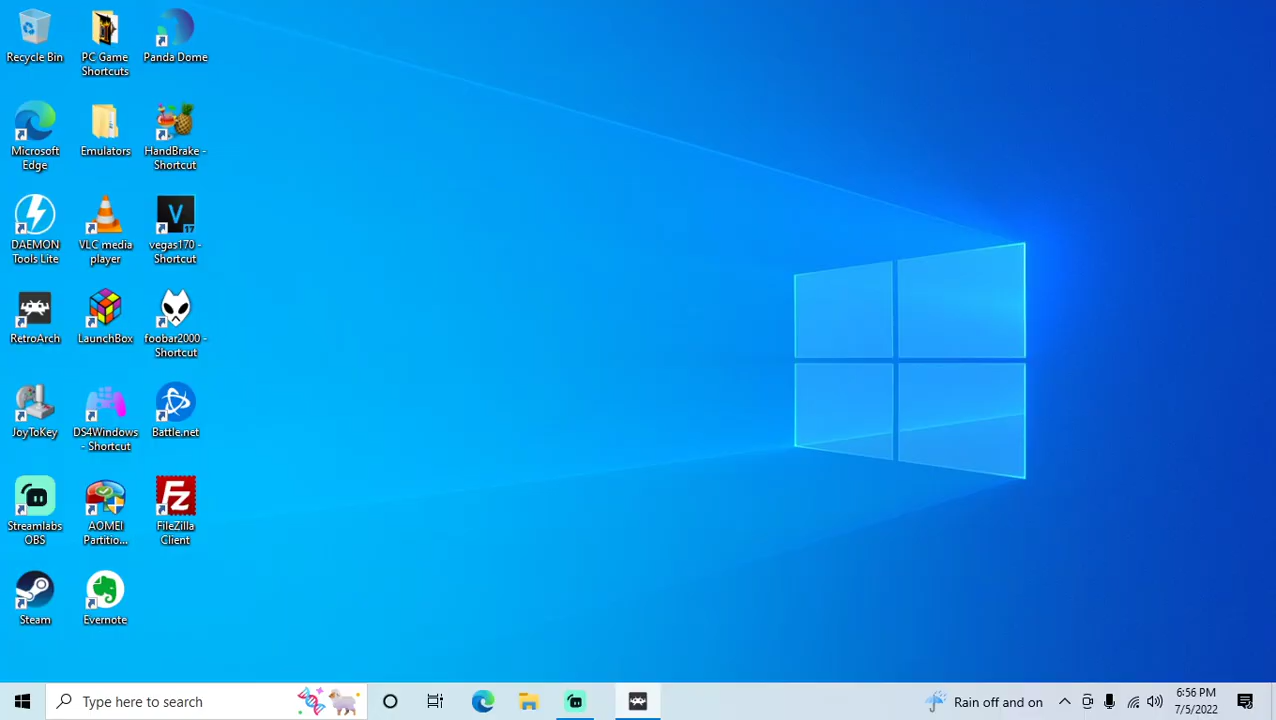 Recycle Bin
PC Game
Shortcuts
Panda Dome
Microsoft
Edge
Emulators
HandBrake -
Shortcut
DAEMON
Tools Lite
VLC media
player
V
17
vegas170 -
Shortcut
RetroArch
LaunchBox
foobar2000 -
Shortcut
JoyToKey
DS4Windows
- Shortcut
Battle.net
Streamlabs
OBS
AOMEI
Partitio...
Fz
FileZilla
Client
Steam
Evernote
Type here to search
Rain off and on
6:56 PM
7/5/2022